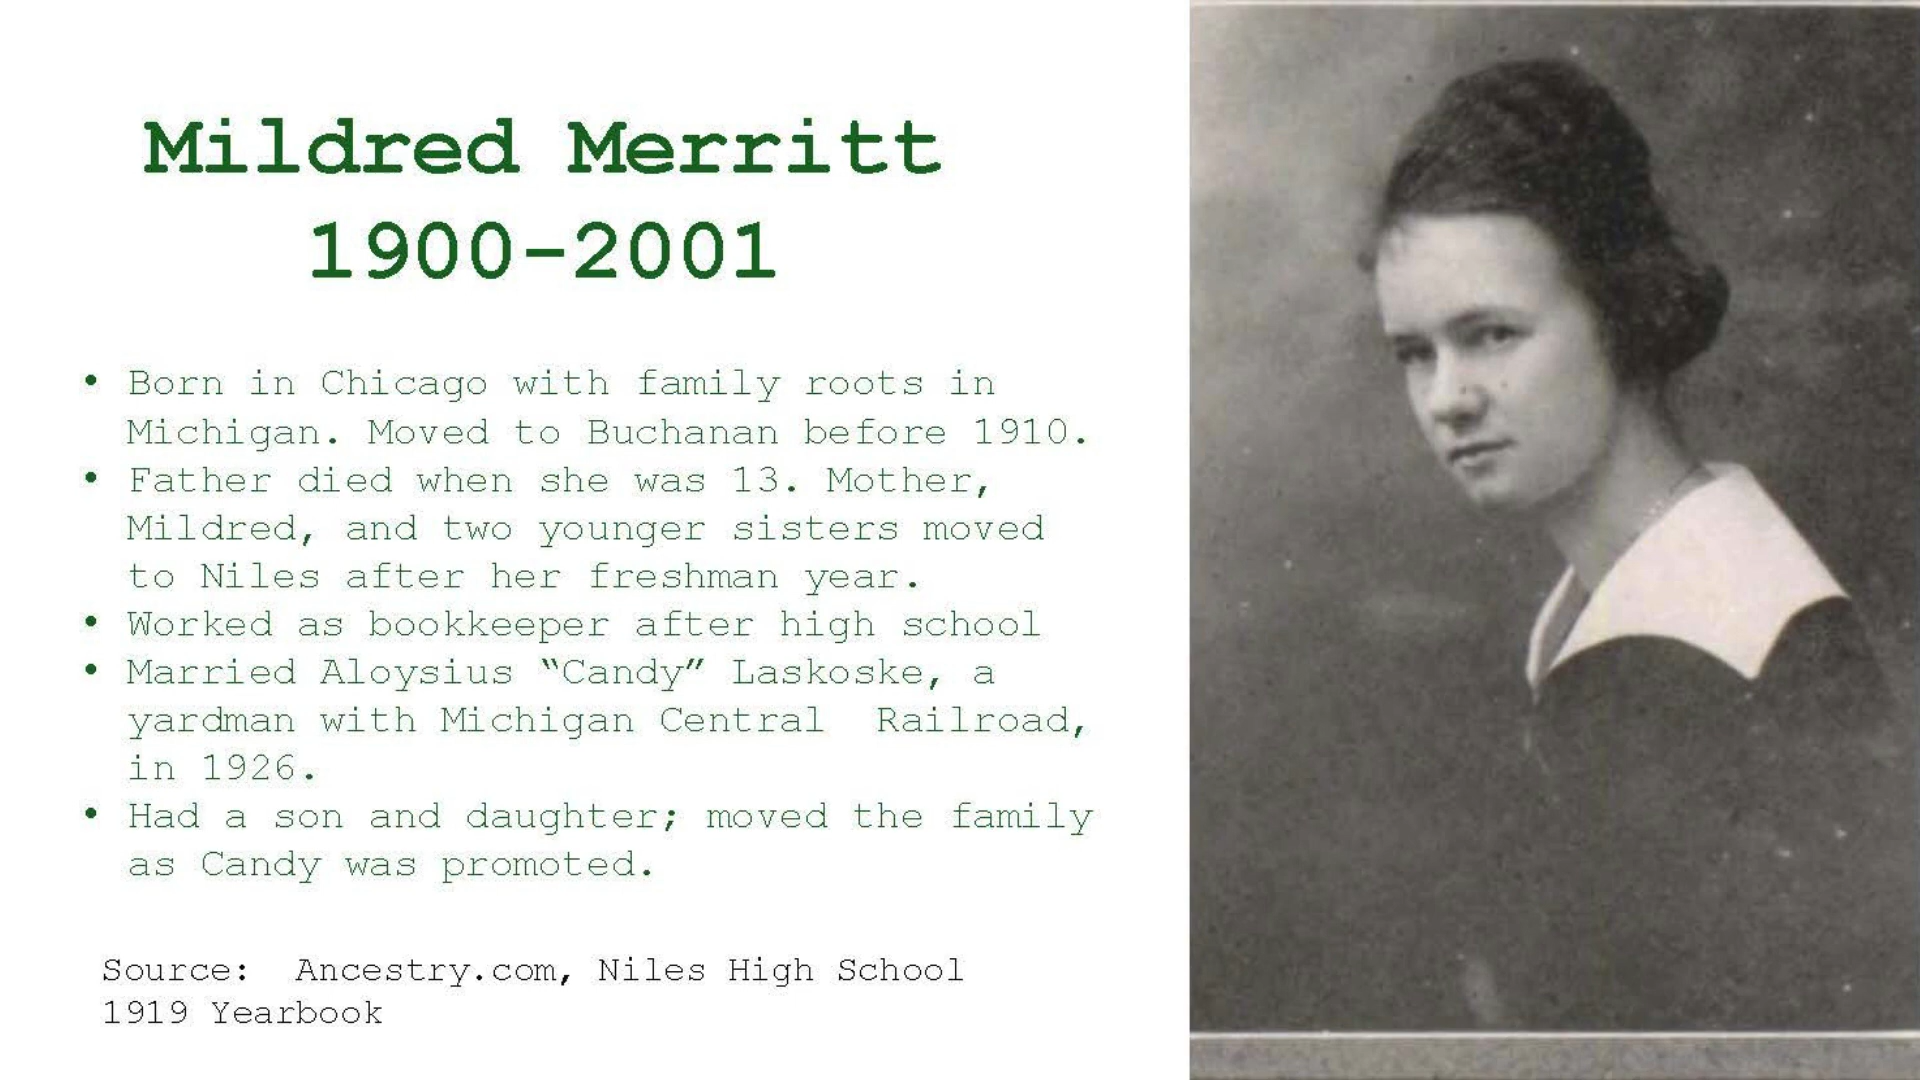 Mildred Merritt
1900-2001
• Born in Chicago with family roots in
Michigan. Moved to Buchanan before 1910.
• Father died when she was 13. Mother,
Mildred, and two younger sisters moved
to Niles after her freshman year.
• Worked as bookkeeper after high school
• Married Aloysius “Candy” Laskoske, a
yardman with Michigan Central  Railroad,
in 1926.
• Had a son and daughter; moved the family
as Candy was promoted.
Source:  Ancestry.com, Niles High School
1919 Yearbook